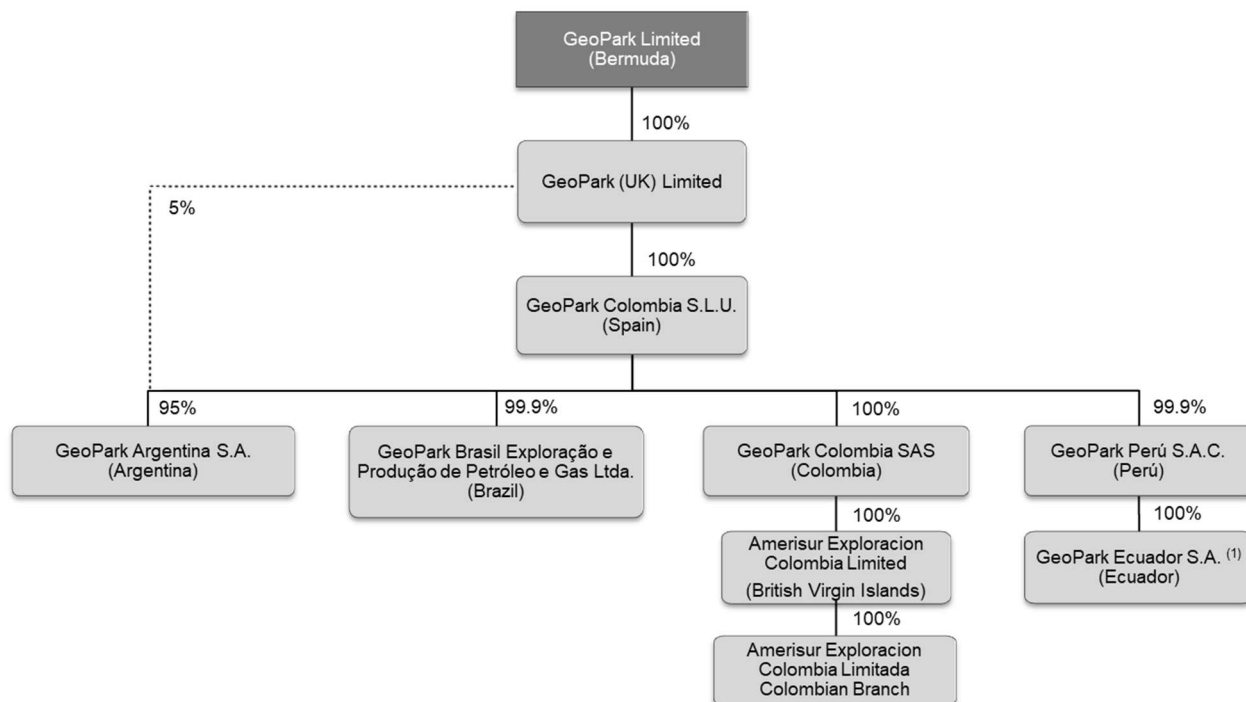 GeoPark Limited
(Bermuda)
100%
GeoPark (UK) Limited
5%
100%
GeoPark Colombia S.L.U.
(Spain)
95%
99.9%
100%
99.9%
GeoPark Argentina S.A.
(Argentina)
GeoPark Brasil Exploração e
Produção de Petróleo e Gas Ltda.
(Brazil)
GeoPark Colombia SAS
(Colombia)
GeoPark Perú S.A.C.
(Perú)
100%
100%
Amerisur Exploracion
Colombia Limited
(British Virgin Islands)
GeoPark Ecuador S.A. (1)
(Ecuador)
100%
Amerisur Exploracion
Colombia Limitada
Colombian Branch